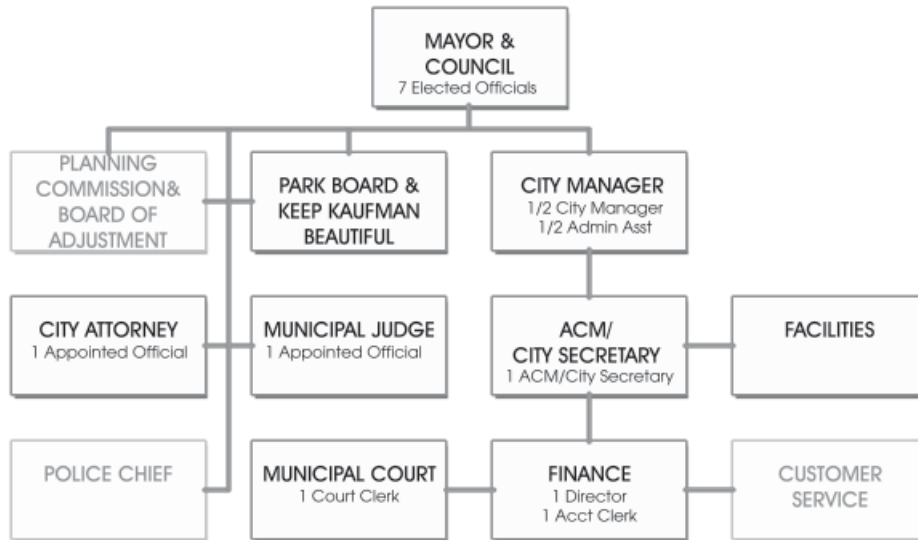 MAYOR &
COUNCIL
7 Elected Officials
PLANNING
COMMISSION&
BOARD OF
ADJUSTMENT
PARK BOARD &
KEEP KAUFMAN
BEAUTIFUL
CITY MANAGER
1/2 City Manager
1/2 Admin Asst
CITY ATTORNEY
1 Appointed Official
MUNICIPAL JUDGE
1 Appointed Official
ACM/
CITY SECRETARY
1 ACM/City Secretary
FACILITIES
POLICE CHIEF
MUNICIPAL COURT
1 Court Clerk
FINANCE
1 Director
1 Acct Clerk
CUSTOMER
SERVICE